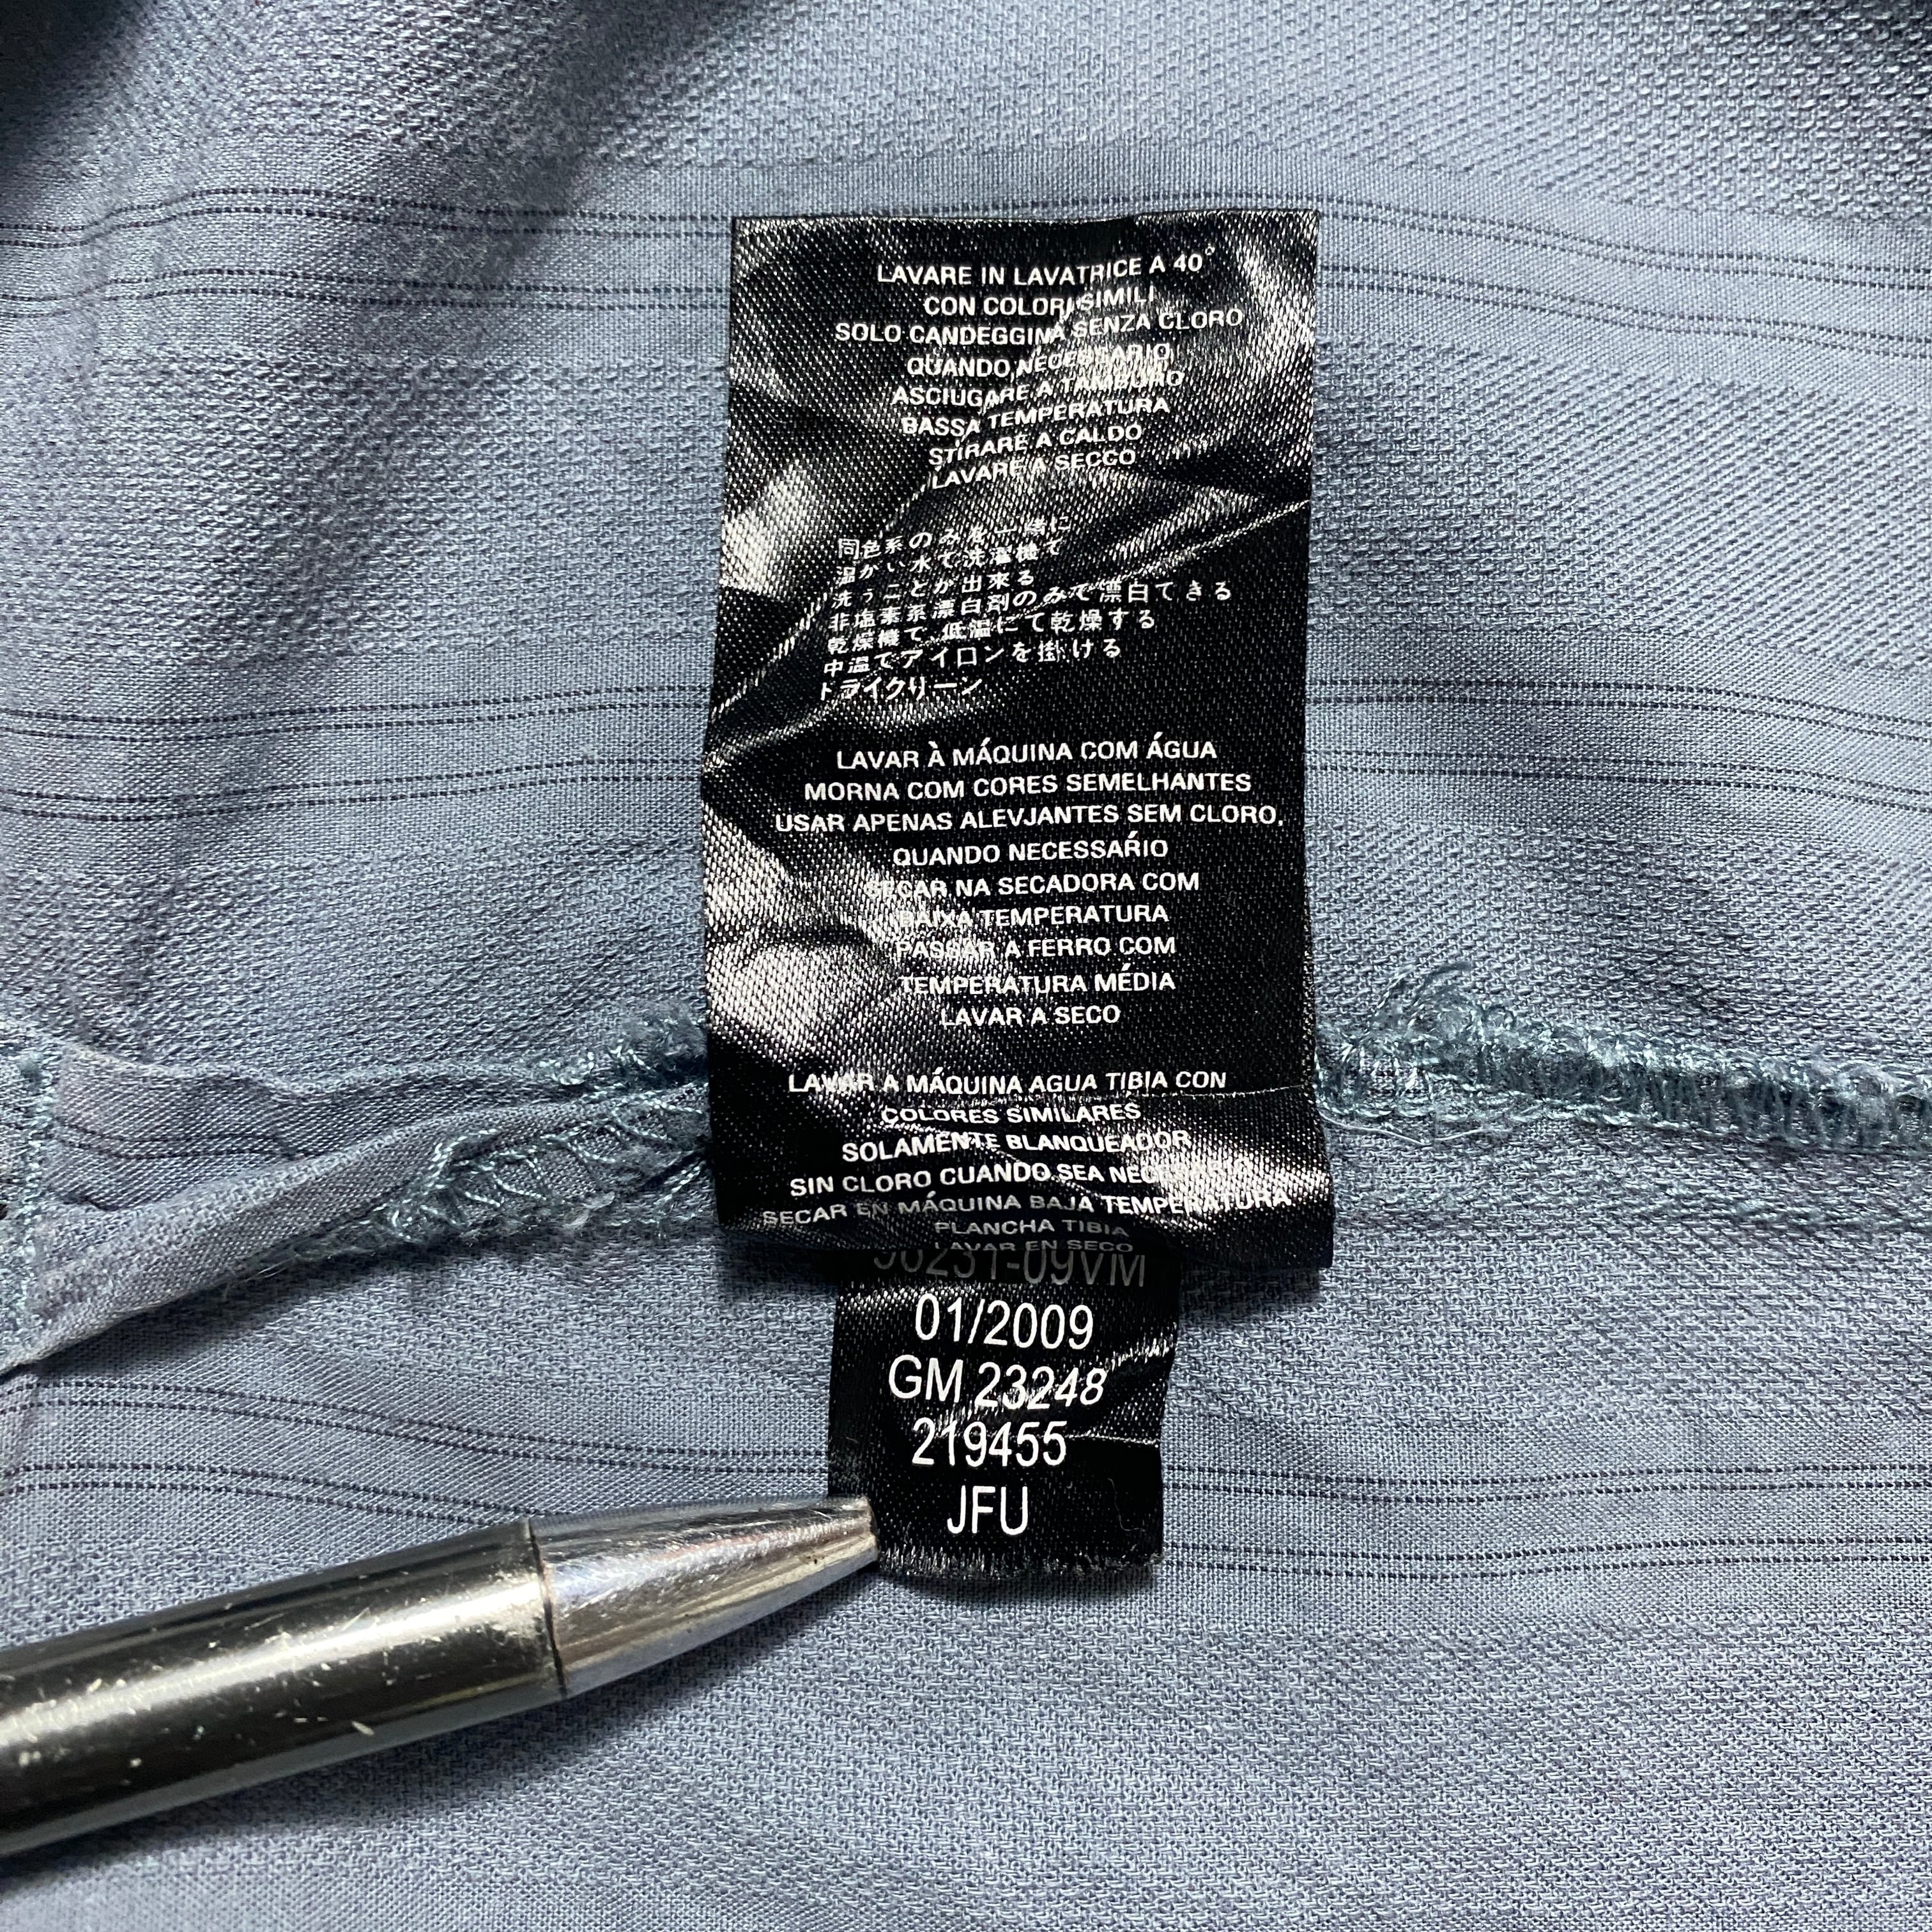 LAVARE IN LAVATRICE A 40°
CON COLORI SIMILI
SOLO CANDEGGINA SENZA CLORO
QUANDO NECESSARIO
ASCIUGARE A TAMBURO
BASSA TEMPERATURA
STIRARE A CALDO
LAVARE A SECCO
同色系のみを一緒に
温かい水で洗濯機で
洗うことが出來る
非塩素系漂白剤のみで漂白てきる
乾燥機て、低温にて乾燥する
中温でアイロンを掛ける
ドライクリーン
LAVAR À MÁQUINA COM ÁGUA
MORNA COM CORES SEMELHANTES
USAR APENAS ALEVJANTES SEM CLORO,
QUANDO NECESSÁRIO
SECAR NA SECADORA COM
BAIXA TEMPERATURA
PASSAR A FERRO COM
TEMPERATURA MÉDIA
LAVAR A SECO
LAVAR A MÁQUINA AGUA TIBIA CON
COLORES SIMILARES
SOLAMENTE BLANQUEADOR
SIN CLORO CUANDO SEA NECESARIO
SECAR EN MÁQUINA BAJA TEMPERATURA
PLANCHA TIBIA
LAVAR EN SECO
01/2009
GM 23248
219455
JFU